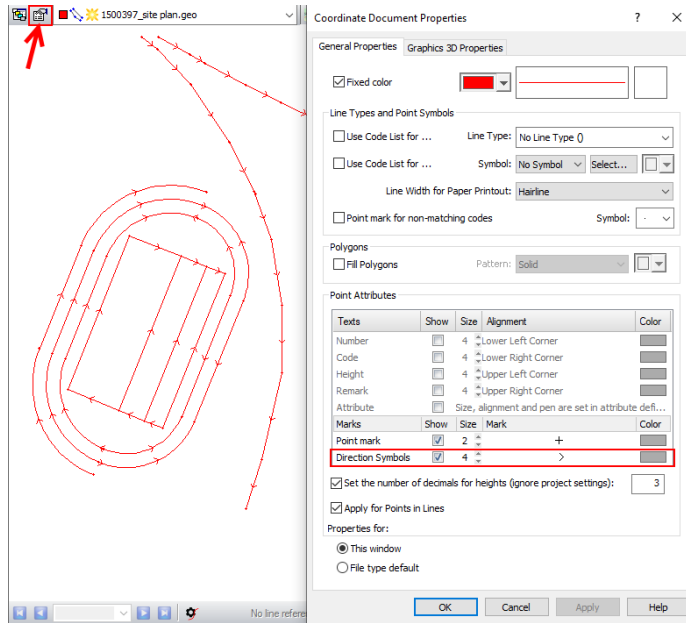 1500397_site plan.geo
No line refere
Coordinate Document Properties ? ×
General Properties Graphics 3D Properties
Fixed color
Line Types and Point Symbols
Use Code List for ... Line Type: No Line Type ()
Use Code List for ... Symbol: No Symbol Select...
Line Width for Paper Printout: Hairline
Point mark for non-matching codes Symbol: ·
Polygons
Fill Polygons Pattern: Solid
Point Attributes
Texts Show Size Alignment Color
Number 4 Lower Left Corner
Code 4 Lower Right Corner
Height 4 Upper Left Corner
Remark 4 Upper Right Corner
Attribute Size, alignment and pen are set in attribute defi...
Marks Show Size Mark Color
Point mark 2 +
Direction Symbols 4 >
Set the number of decimals for heights (ignore project settings): 3
Apply for Points in Lines
Properties for:
This window
File type default
OK Cancel Apply Help